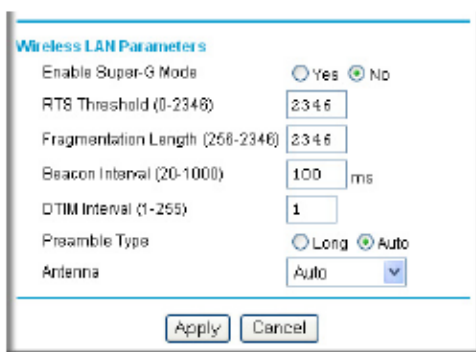 Wireless LAN Parameters
Enable Super-G Mode Yes No
RTS Threshold (0-2346) 2346
Fragmentation Length (256-2346) 2346
Beacon Interval (20-1000) 100 ms
DTIM Interval (1-255) 1
Preamble Type Long Auto
Antenna Auto
Apply Cancel